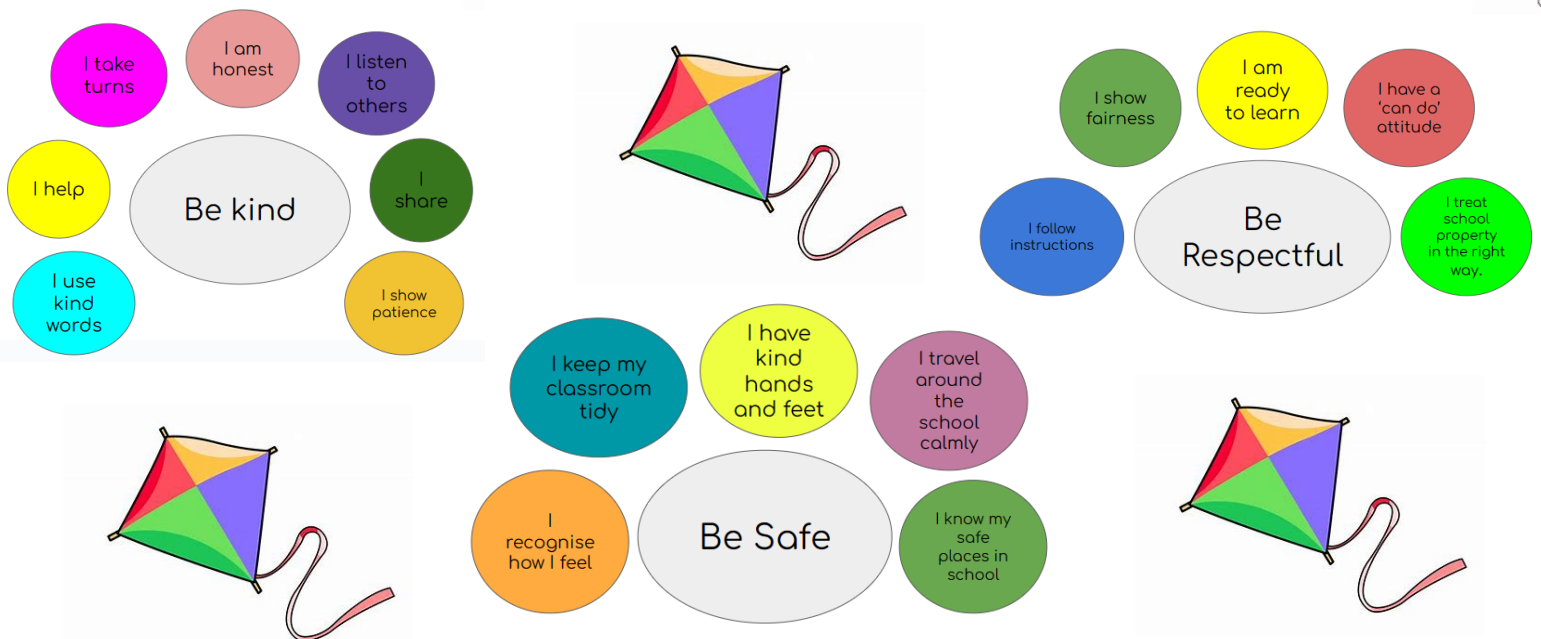 I take
turns
I am
honest
I listen
to
others
I help
Be kind
I
share
I use
kind
words
I show
patience
I show
fairness
I am
ready
to learn
I have a
‘can do’
attitude
I follow
instructions
Be
Respectful
I treat
school
property
in the right
way.
I keep my
classroom
tidy
I have
kind
hands
and feet
I travel
around
the
school
calmly
I
recognise
how I feel
Be Safe
I know my
safe
places in
school